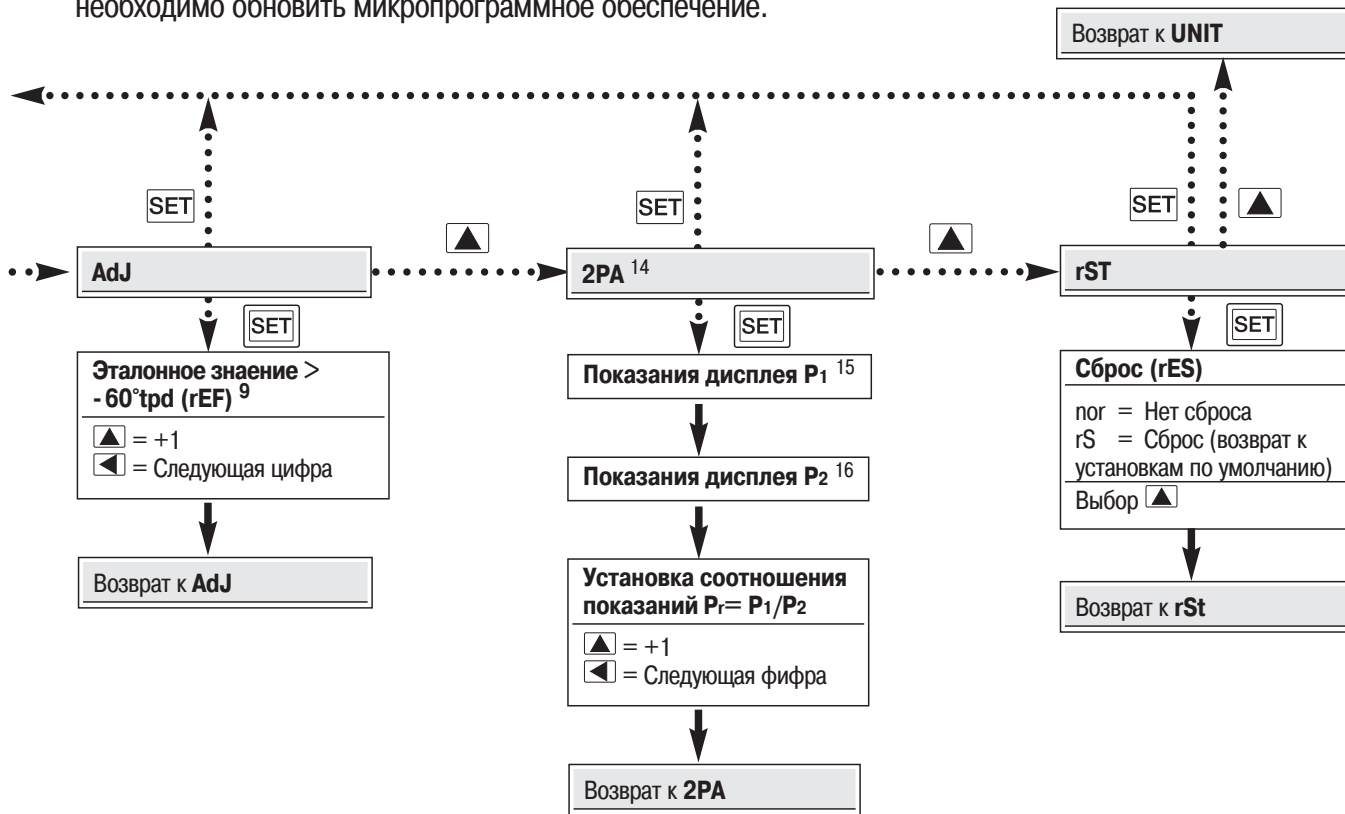 необходимо обновить микропрограммное обеспечение.
Возврат к UNIT
SET
SET
SET
AdJ
2PA 14
rST
SET
SET
SET
Эталонное знаение >
- 60°tpd (rEF) 9
▲ = +1
◀ = Следующая цифра
Возврат к AdJ
Показания дисплея P1 15
Показания дисплея P2 16
Установка соотношения
показаний Pr= P1/P2
▲ = +1
◀ = Следующая фифра
Возврат к 2PA
Сброс (rES)
nor = Нет сброса
rS = Сброс (возврат к
установкам по умолчанию)
Выбор ▲
Возврат к rSt